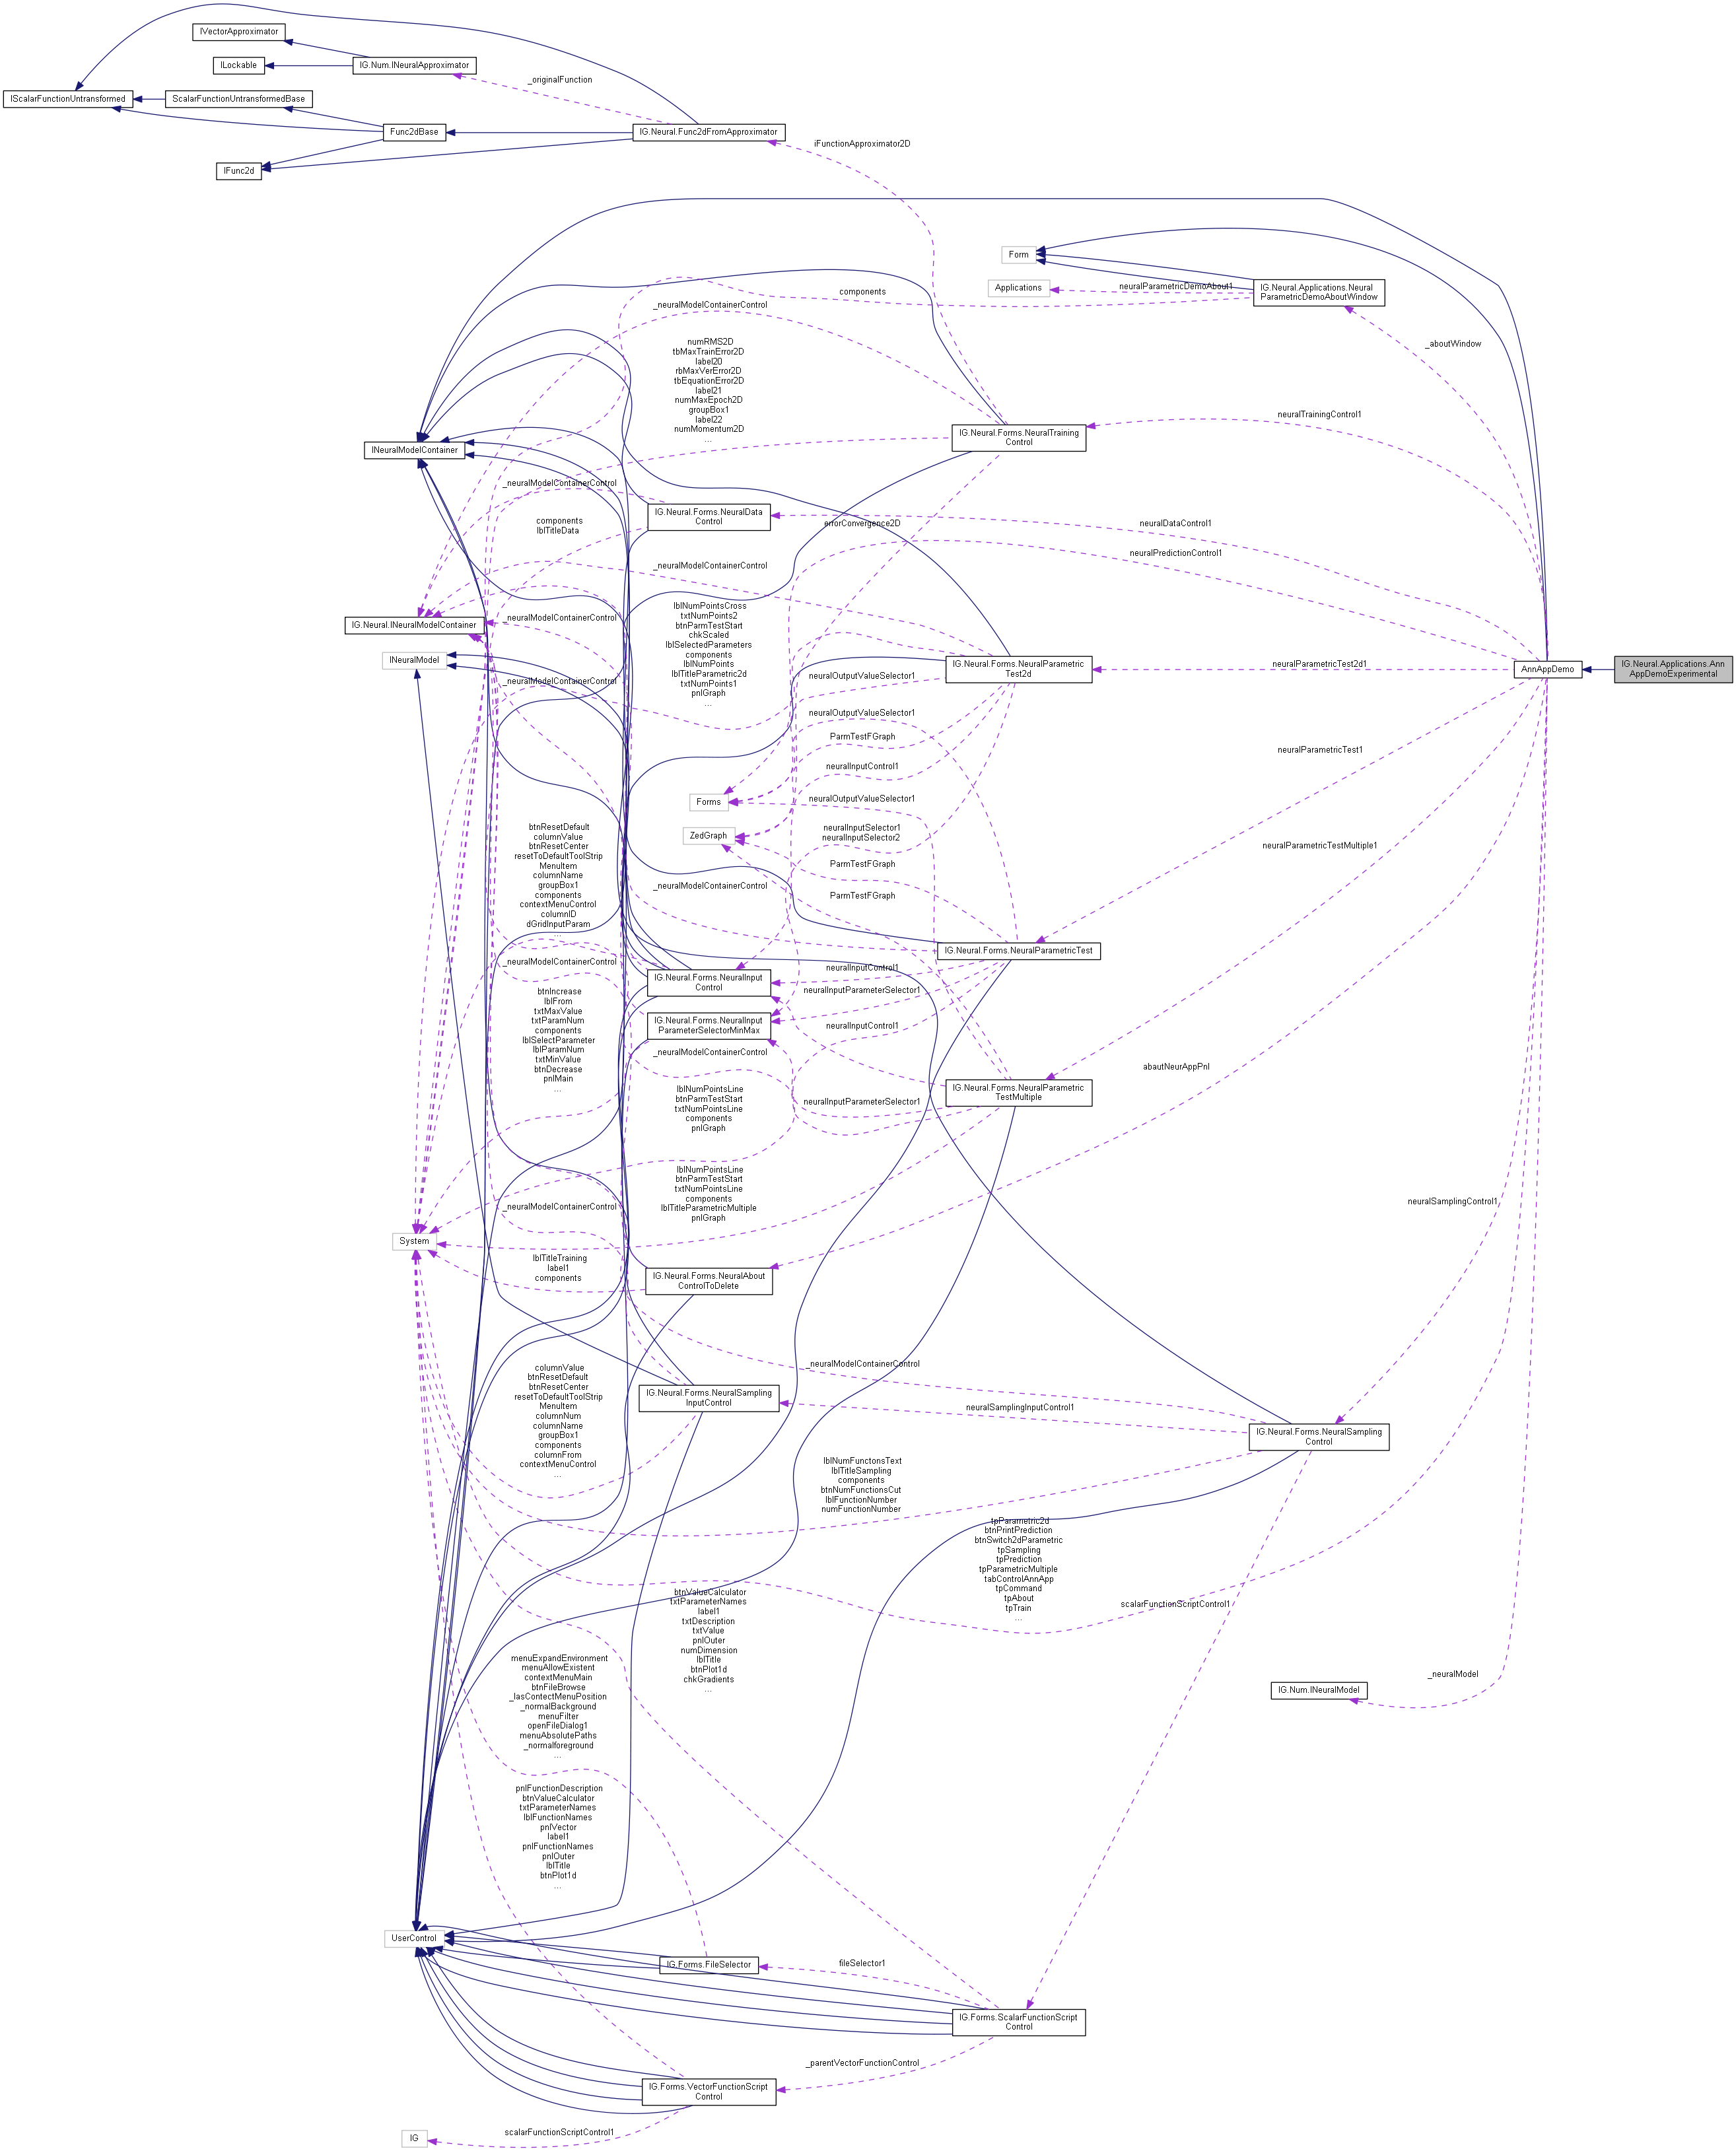 IVectorApproximator
ILockable
IG.Num.INeuralApproximator
_originalFunction
IScalarFunctionUntransformed
ScalarFunctionUntransformedBase
Func2dBase
IG.Neural.Func2dFromApproximator
iFunctionApproximator2D
IFunc2d
Form
Applications
neuralParametricDemoAbout1
IG.Neural.Applications.Neural
ParametricDemoAboutWindow
components
_neuralModelContainerControl
_aboutWindow
numRMS2D
tbMaxTrainError2D
label20
rbMaxVerError2D
tbEquationError2D
label21
numMaxEpoch2D
groupBox1
label22
numMomentum2D
...
neuralTrainingControl1
IG.Neural.Forms.NeuralTraining
Control
INeuralModelContainer
_neuralModelContainerControl
components
lblTitleData
IG.Neural.Forms.NeuralData
Control
errorConvergence2D
neuralDataControl1
neuralPredictionControl1
_neuralModelContainerControl
IG.Neural.INeuralModelContainer
_neuralModelContainerControl
lblNumPointsCross
txtNumPoints2
btnParmTestStart
chkScaled
lblSelectedParameters
components
lblNumPoints
lblTitleParametric2d
txtNumPoints1
pnlGraph
...
INeuralModel
_neuralModelContainerControl
neuralOutputValueSelector1
IG.Neural.Forms.NeuralParametric
Test2d
neuralParametricTest2d1
AnnAppDemo
IG.Neural.Applications.Ann
AppDemoExperimental
neuralOutputValueSelector1
ParmTestFGraph
neuralInputControl1
neuralParametricTest1
Forms
neuralOutputValueSelector1
ZedGraph
neuralInputSelector1
neuralInputSelector2
neuralParametricTestMultiple1
ParmTestFGraph
ParmTestFGraph
_neuralModelContainerControl
btnResetDefault
columnValue
btnResetCenter
resetToDefaultToolStrip
MenuItem
columnName
groupBox1
components
contextMenuControl
columnID
dGridInputParam
...
IG.Neural.Forms.NeuralParametricTest
_neuralModelContainerControl
IG.Neural.Forms.NeuralInput
Control
neuralInputControl1
neuralInputParameterSelector1
btnIncrease
lblFrom
txtMaxValue
txtParamNum
components
lblSelectParameter
lblParamNum
txtMinValue
btnDecrease
pnlMain
...
IG.Neural.Forms.NeuralInput
ParameterSelectorMinMax
neuralInputControl1
_neuralModelContainerControl
abautNeurAppPnl
IG.Neural.Forms.NeuralParametric
TestMultiple
lblNumPointsLine
btnParmTestStart
txtNumPointsLine
components
pnlGraph
neuralInputParameterSelector1
lblNumPointsLine
btnParmTestStart
txtNumPointsLine
components
lblTitleParametricMultiple
pnlGraph
_neuralModelContainerControl
neuralSamplingControl1
System
lblTitleTraining
label1
components
IG.Neural.Forms.NeuralAbout
ControlToDelete
_neuralModelContainerControl
columnValue
btnResetDefault
btnResetCenter
resetToDefaultToolStrip
MenuItem
columnNum
columnName
groupBox1
components
columnFrom
contextMenuControl
...
IG.Neural.Forms.NeuralSampling
InputControl
neuralSamplingInputControl1
IG.Neural.Forms.NeuralSampling
Control
lblNumFunctonsText
lblTitleSampling
components
btnNumFunctionsCut
lblFunctionNumber
numFunctionNumber
tpParametric2d
btnPrintPrediction
btnSwitch2dParametric
tpSampling
tpPrediction
tpParametricMultiple
tabControlAnnApp
tpCommand
tpAbout
tpTrain
...
btnValueCalculator
txtParameterNames
label1
txtDescription
txtValue
pnlOuter
numDimension
lblTitle
btnPlot1d
chkGradients
...
scalarFunctionScriptControl1
menuExpandEnvironment
menuAllowExistent
contextMenuMain
btnFileBrowse
_lasContectMenuPosition
_normalBackground
menuFilter
openFileDialog1
menuAbsolutePaths
_normalforeground
...
_neuralModel
IG.Num.INeuralModel
pnlFunctionDescription
btnValueCalculator
txtParameterNames
lblFunctionNames
pnlVector
label1
pnlFunctionNames
pnlOuter
lblTitle
btnPlot1d
...
UserControl
IG.Forms.FileSelector
fileSelector1
IG.Forms.ScalarFunctionScript
Control
_parentVectorFunctionControl
IG.Forms.VectorFunctionScript
Control
scalarFunctionScriptControl1
IG